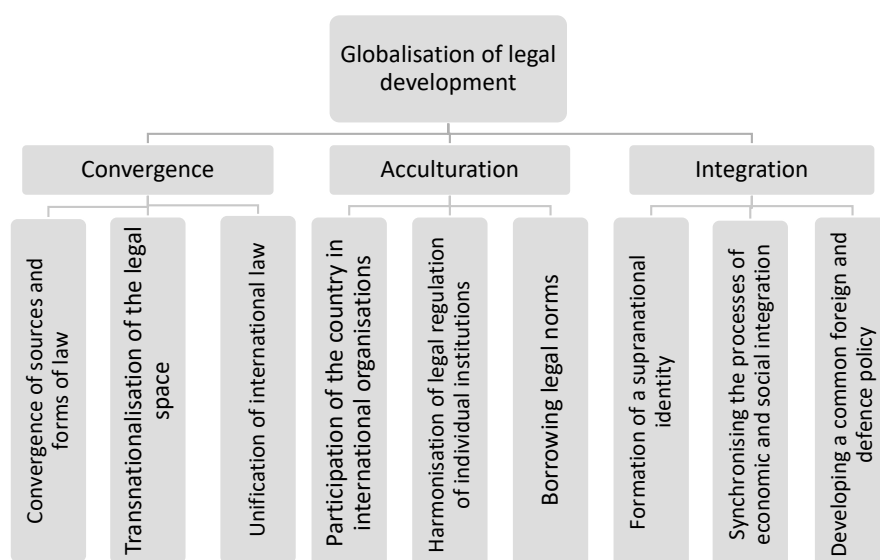 Globalisation of legal
development
Convergence
Acculturation
Integration
Convergence of sources and
forms of law
Transnationalisation of the legal
space
Unification of international law
Participation of the country in
international organisations
Harmonisation of legal regulation
of individual institutions
Borrowing legal norms
Formation of a supranational
identity
Synchronising the processes of
economic and social integration
Developing a common foreign and
defence policy